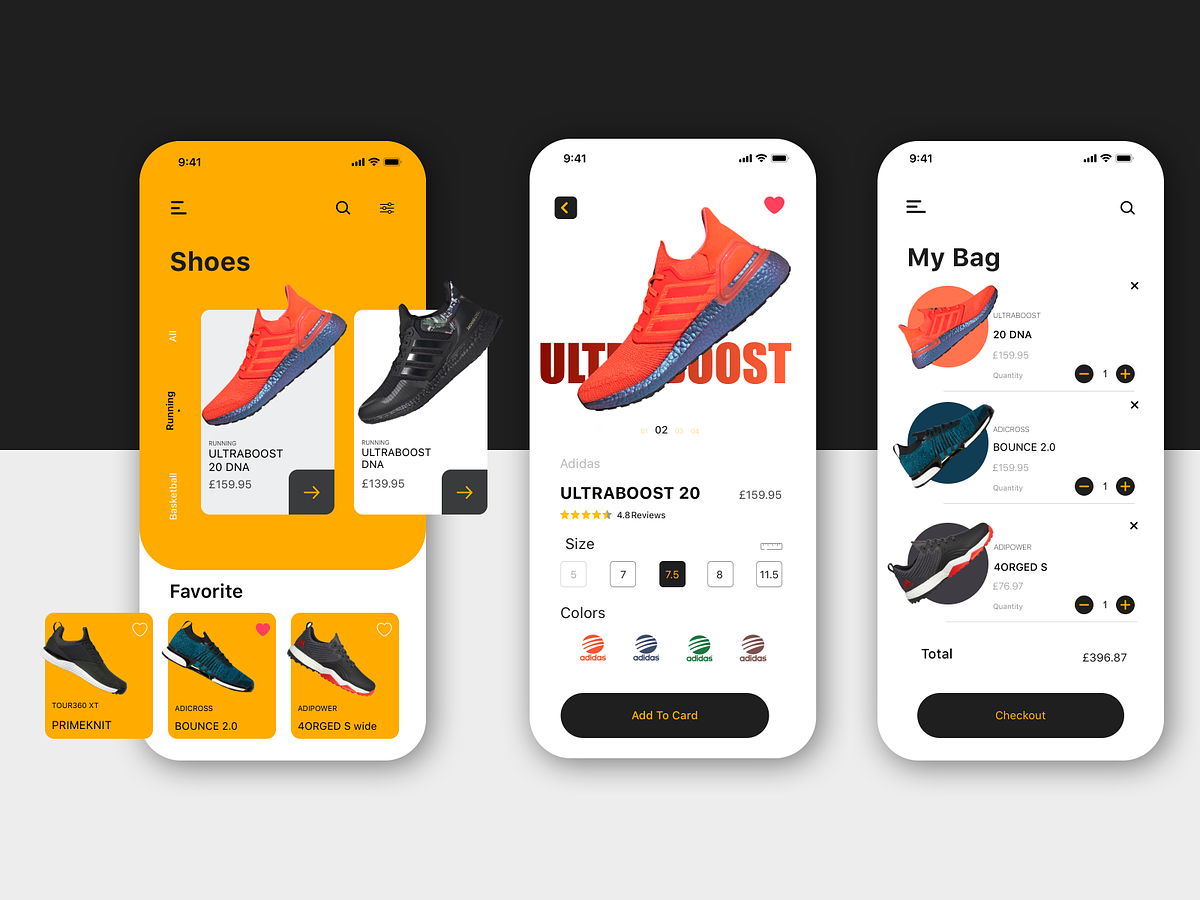 9:41
Shoes
All
Running
Basketball
RUNNING
ULTRABOOST
20 DNA
£159.95
RUNNING
ULTRABOOST
DNA
£139.95
Favorite
TOUR360 XT
PRIMEKNIT
ADICROSS
BOUNCE 2.0
ADIPOWER
4ORGED S wide
9:41
ULTRABOOST
01 02 03 04
Adidas
ULTRABOOST 20
£159.95
4.8Reviews
Size
5 7 7.5 8 11.5
Colors
adidas adidas adidas adidas
Add To Card
9:41
My Bag
ULTRABOOST
20 DNA
£159.95
Quantity
1
ADICROSS
BOUNCE 2.0
£159.95
Quantity
1
ADIPOWER
4ORGED S
£76.97
Quantity
1
Total
£396.87
Checkout